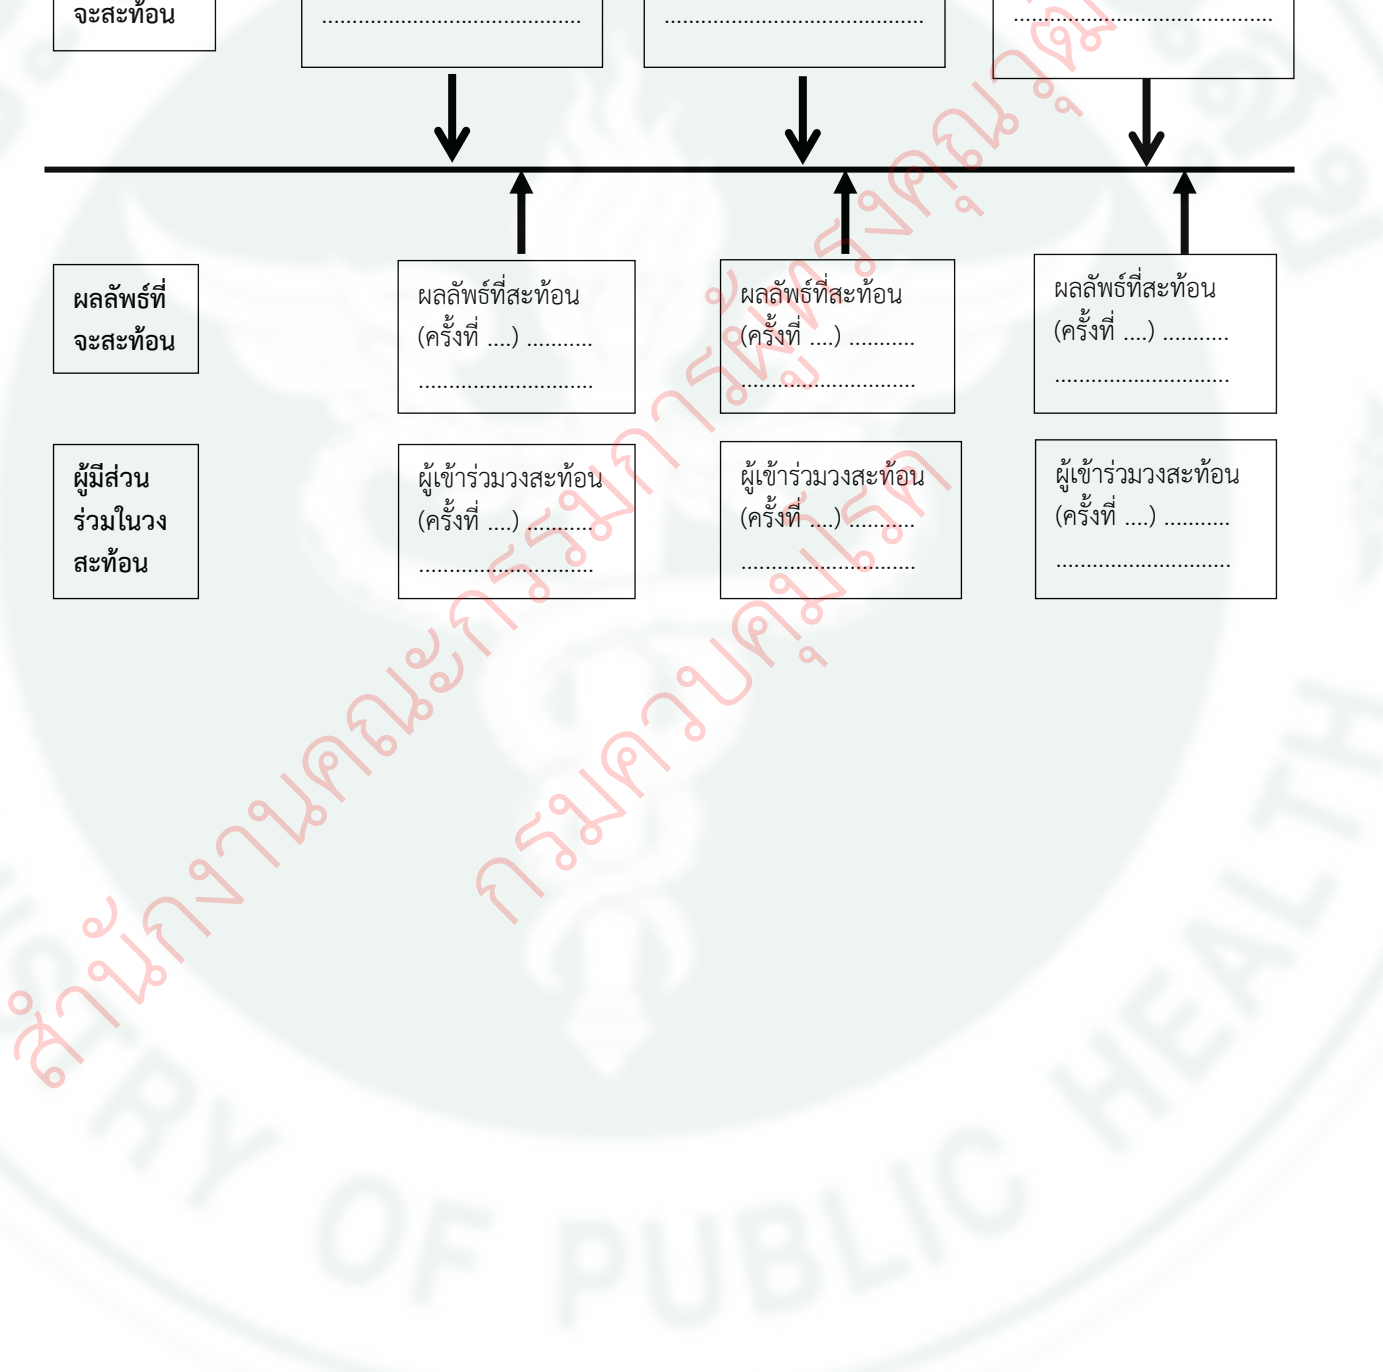 จะสะท้อน
...........................................
...........................................
...........................................
ผลลัพธ์ที่
จะสะท้อน
ผลลัพธ์ที่สะท้อน
(ครั้งที่ ....) ...........
.............................
ผลลัพธ์ที่สะท้อน
(ครั้งที่ ....) ...........
.............................
ผลลัพธ์ที่สะท้อน
(ครั้งที่ ....) ...........
.............................
ผู้มีส่วน
ร่วมในวง
สะท้อน
ผู้เข้าร่วมวงสะท้อน
(ครั้งที่ ....) ...........
.............................
ผู้เข้าร่วมวงสะท้อน
(ครั้งที่ ....) ...........
.............................
ผู้เข้าร่วมวงสะท้อน
(ครั้งที่ ....) ...........
.............................
สำนักงานคณะกรรมการผู้ทรงคุณวุฒิ
กรมควบคุมโรค
RY OF PUBLIC HEALTH